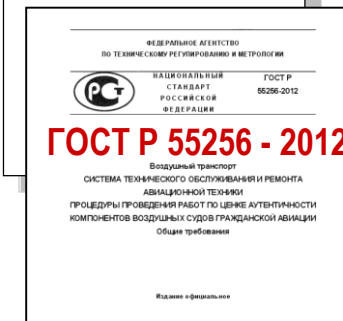 ФЕДЕРАЛЬНОЕ АГЕНТСТВО
ПО ТЕХНИЧЕСКОМУ РЕГУЛИРОВАНИЮ И МЕТРОЛОГИИ
НАЦИОНАЛЬНЫЙ
СТАНДАРТ
РОССИЙСКОЙ
ФЕДЕРАЦИИ
ГОСТ Р
55256-2012
ГОСТ Р 55256 - 2012
Воздушный транспорт
СИСТЕМА ТЕХНИЧЕСКОГО ОБСЛУЖИВАНИЯ И РЕМОНТА
АВИАЦИОННОЙ ТЕХНИКИ
ПРОЦЕДУРЫ ПРОВЕДЕНИЯ РАБОТ ПО ЦЕНКЕ АУТЕНТИЧНОСТИ
КОМПОНЕНТОВ ВОЗДУШНЫХ СУДОВ ГРАЖДАНСКОЙ АВИАЦИИ
Общие требования
Издание официальное